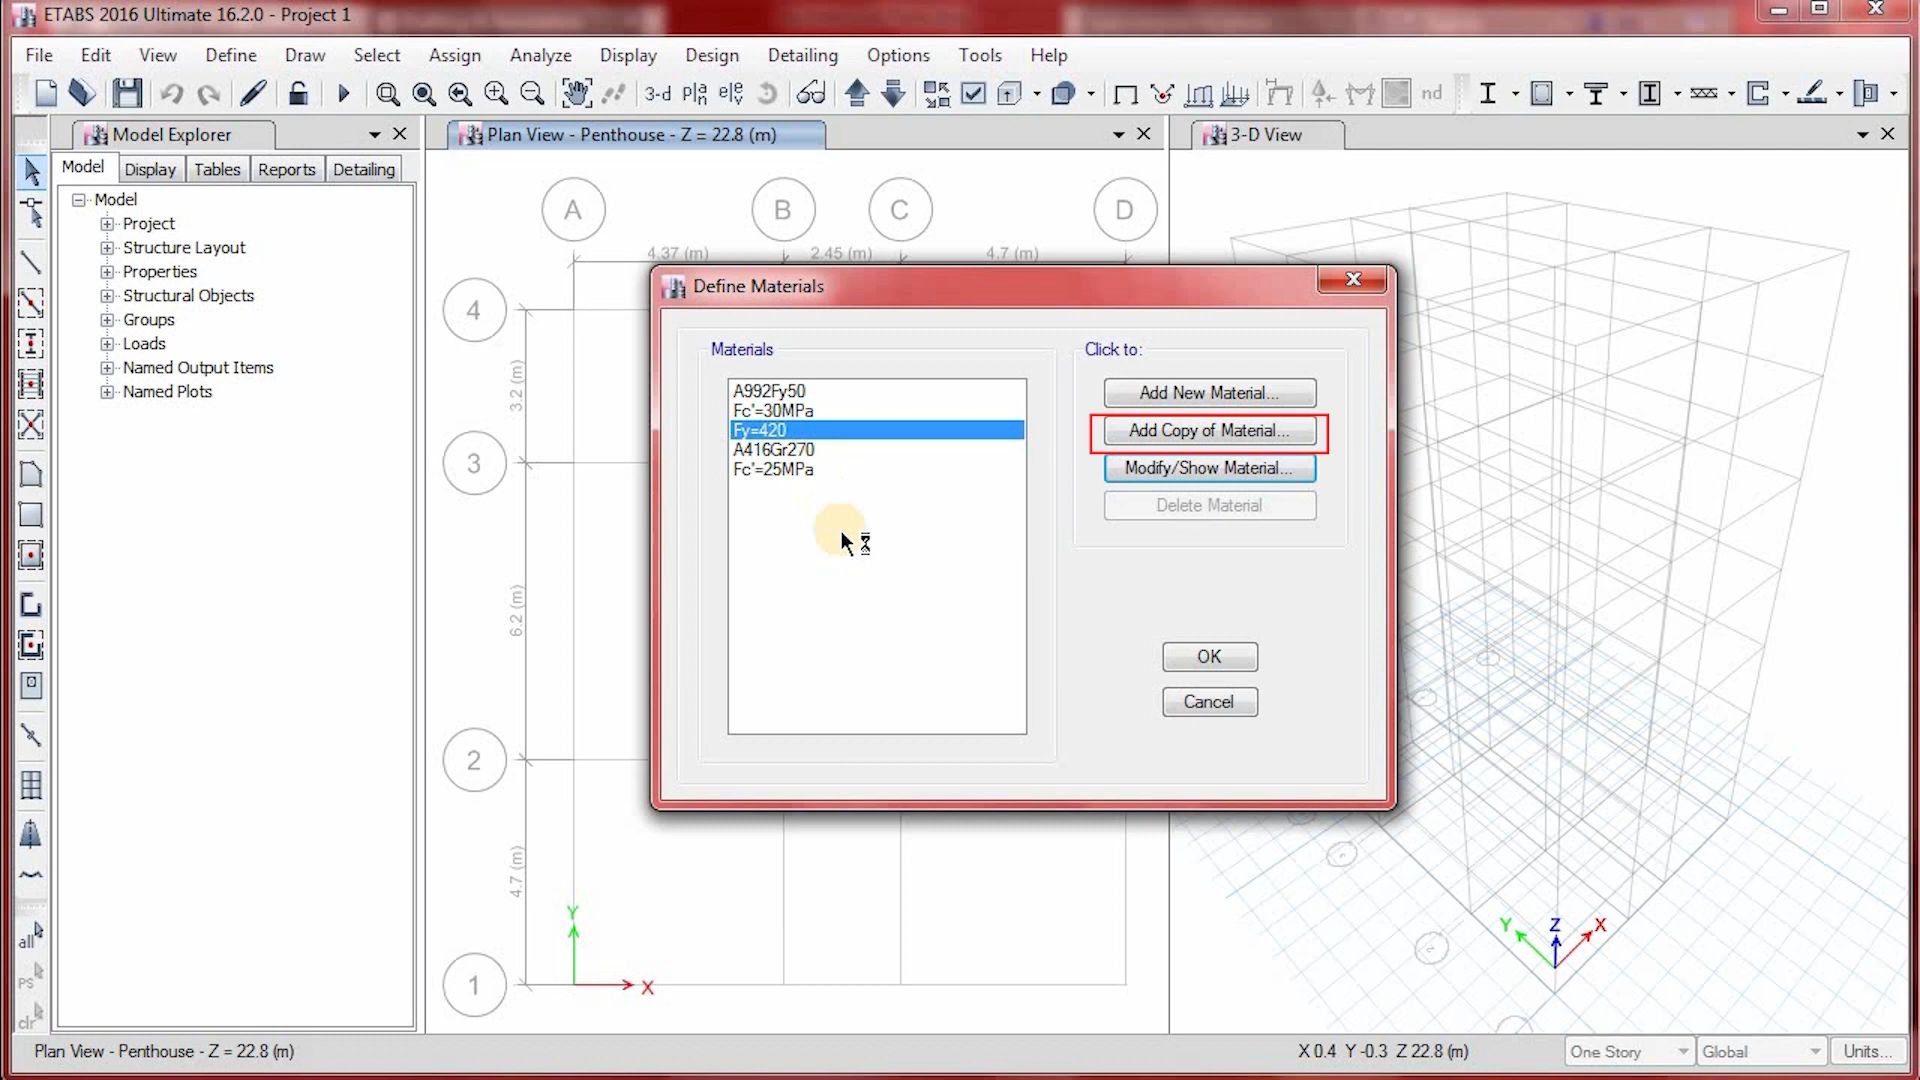 ETABS 2016 Ultimate 16.2.0 - Project 1
File Edit View Define Draw Select Assign Analyze Display Design Detailing Options Tools Help
3-d pla ele nd
Model Explorer
Model Display Tables Reports Detailing
Model
Project
Structure Layout
Properties
Structural Objects
Groups
Loads
Named Output Items
Named Plots
all
PS
clr
Plan View - Penthouse - Z = 22.8 (m)
A B C D
4.37 (m) 2.45 (m) 4.7 (m)
4
3.2 (m)
3
6.2 (m)
2
4.7 (m)
1
Y
X
3-D View
Y Z X
Define Materials
Materials
A992Fy50
Fc'=30MPa
Fy=420
A416Gr270
Fc'=25MPa
Click to:
Add New Material...
Add Copy of Material...
Modify/Show Material...
Delete Material
OK
Cancel
Plan View - Penthouse - Z = 22.8 (m)
X 0.4 Y -0.3 Z 22.8 (m)
One Story
Global
Units...